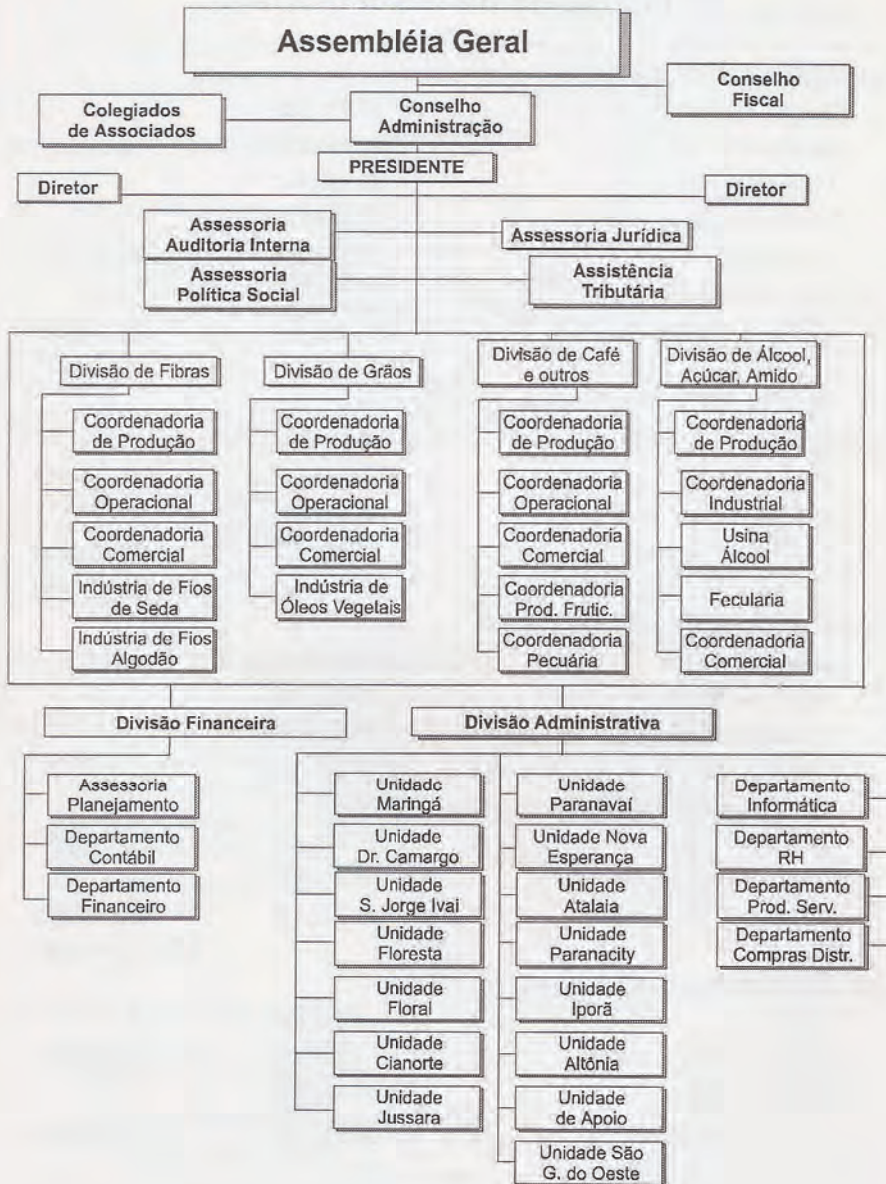 Assembléia Geral
Conselho
Fiscal
Colegiados
de Associados
Conselho
Administração
PRESIDENTE
Diretor
Diretor
Assessoria
Auditoria Interna
Assessoria Jurídica
Assessoria
Política Social
Assistência
Tributária
Divisão de Fibras
Coordenadoria
de Produção
Coordenadoria
Operacional
Coordenadoria
Comercial
Indústria de Fios
de Seda
Indústria de Fios
Algodão
Divisão de Grãos
Coordenadoria
de Produção
Coordenadoria
Operacional
Coordenadoria
Comercial
Indústria de
Óleos Vegetais
Divisão de Café
e outros
Coordenadoria
de Produção
Coordenadoria
Operacional
Coordenadoria
Comercial
Coordenadoria
Prod. Frutic.
Coordenadoria
Pecuária
Divisão de Álcool,
Açúcar, Amido
Coordenadoria
de Produção
Coordenadoria
Industrial
Usina
Álcool
Fecularia
Coordenadoria
Comercial
Divisão Financeira
Assessoria
Planejamento
Departamento
Contábil
Departamento
Financeiro
Divisão Administrativa
Unidade
Maringá
Unidade
Dr. Camargo
Unidade
S. Jorge Ivai
Unidade
Floresta
Unidade
Floraí
Unidade
Cianorte
Unidade
Jussara
Unidade
Paranavaí
Unidade Nova
Esperança
Unidade
Atalaia
Unidade
Paranacity
Unidade
Iporã
Unidade
Altônia
Unidade
de Apoio
Unidade São
G. do Oeste
Departamento
Informática
Departamento
RH
Departamento
Prod. Serv.
Departamento
Compras Distr.